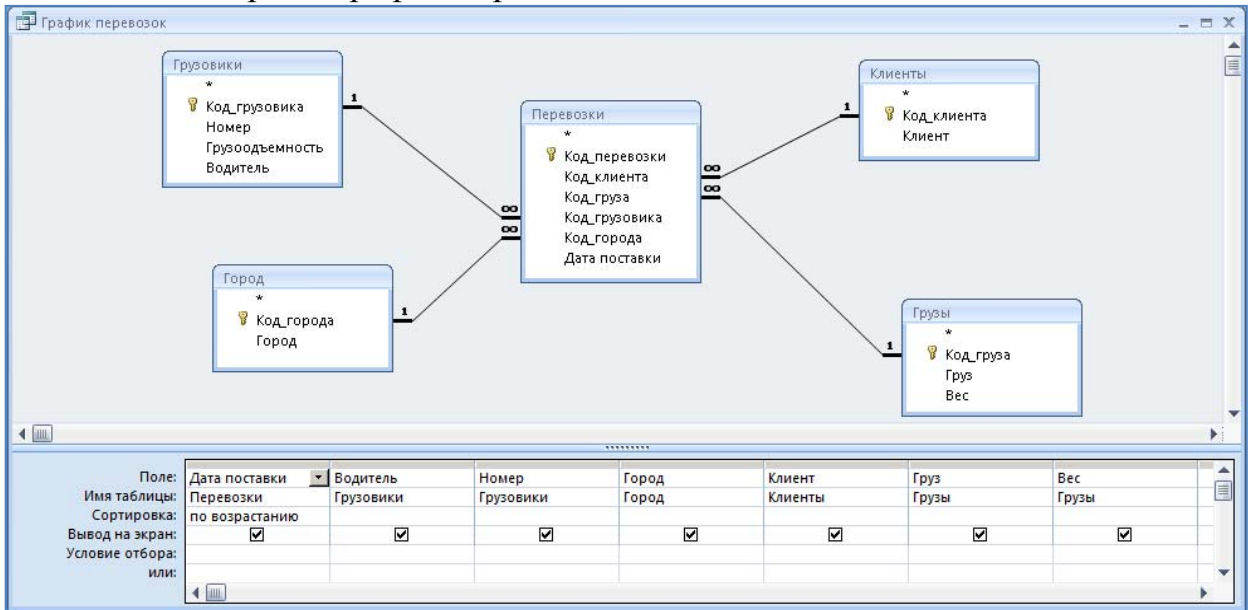 График перевозок
Грузовики
*
Код_грузовика
Номер
Грузоодъемность
Водитель
1
Перевозки
*
Код_перевозки
Код_клиента
Код_груза
Код_грузовика
Код_города
Дата поставки
∞
∞
∞
∞
Клиенты
*
Код_клиента
Клиент
1
Город
*
Код_города
Город
1
Грузы
*
Код_груза
Груз
Вес
1
Поле: Дата поставки Водитель Номер Город Клиент Груз Вес
Имя таблицы: Перевозки Грузовики Грузовики Город Клиенты Грузы Грузы
Сортировка: по возрастанию
Вывод на экран:
Условие отбора:
или: